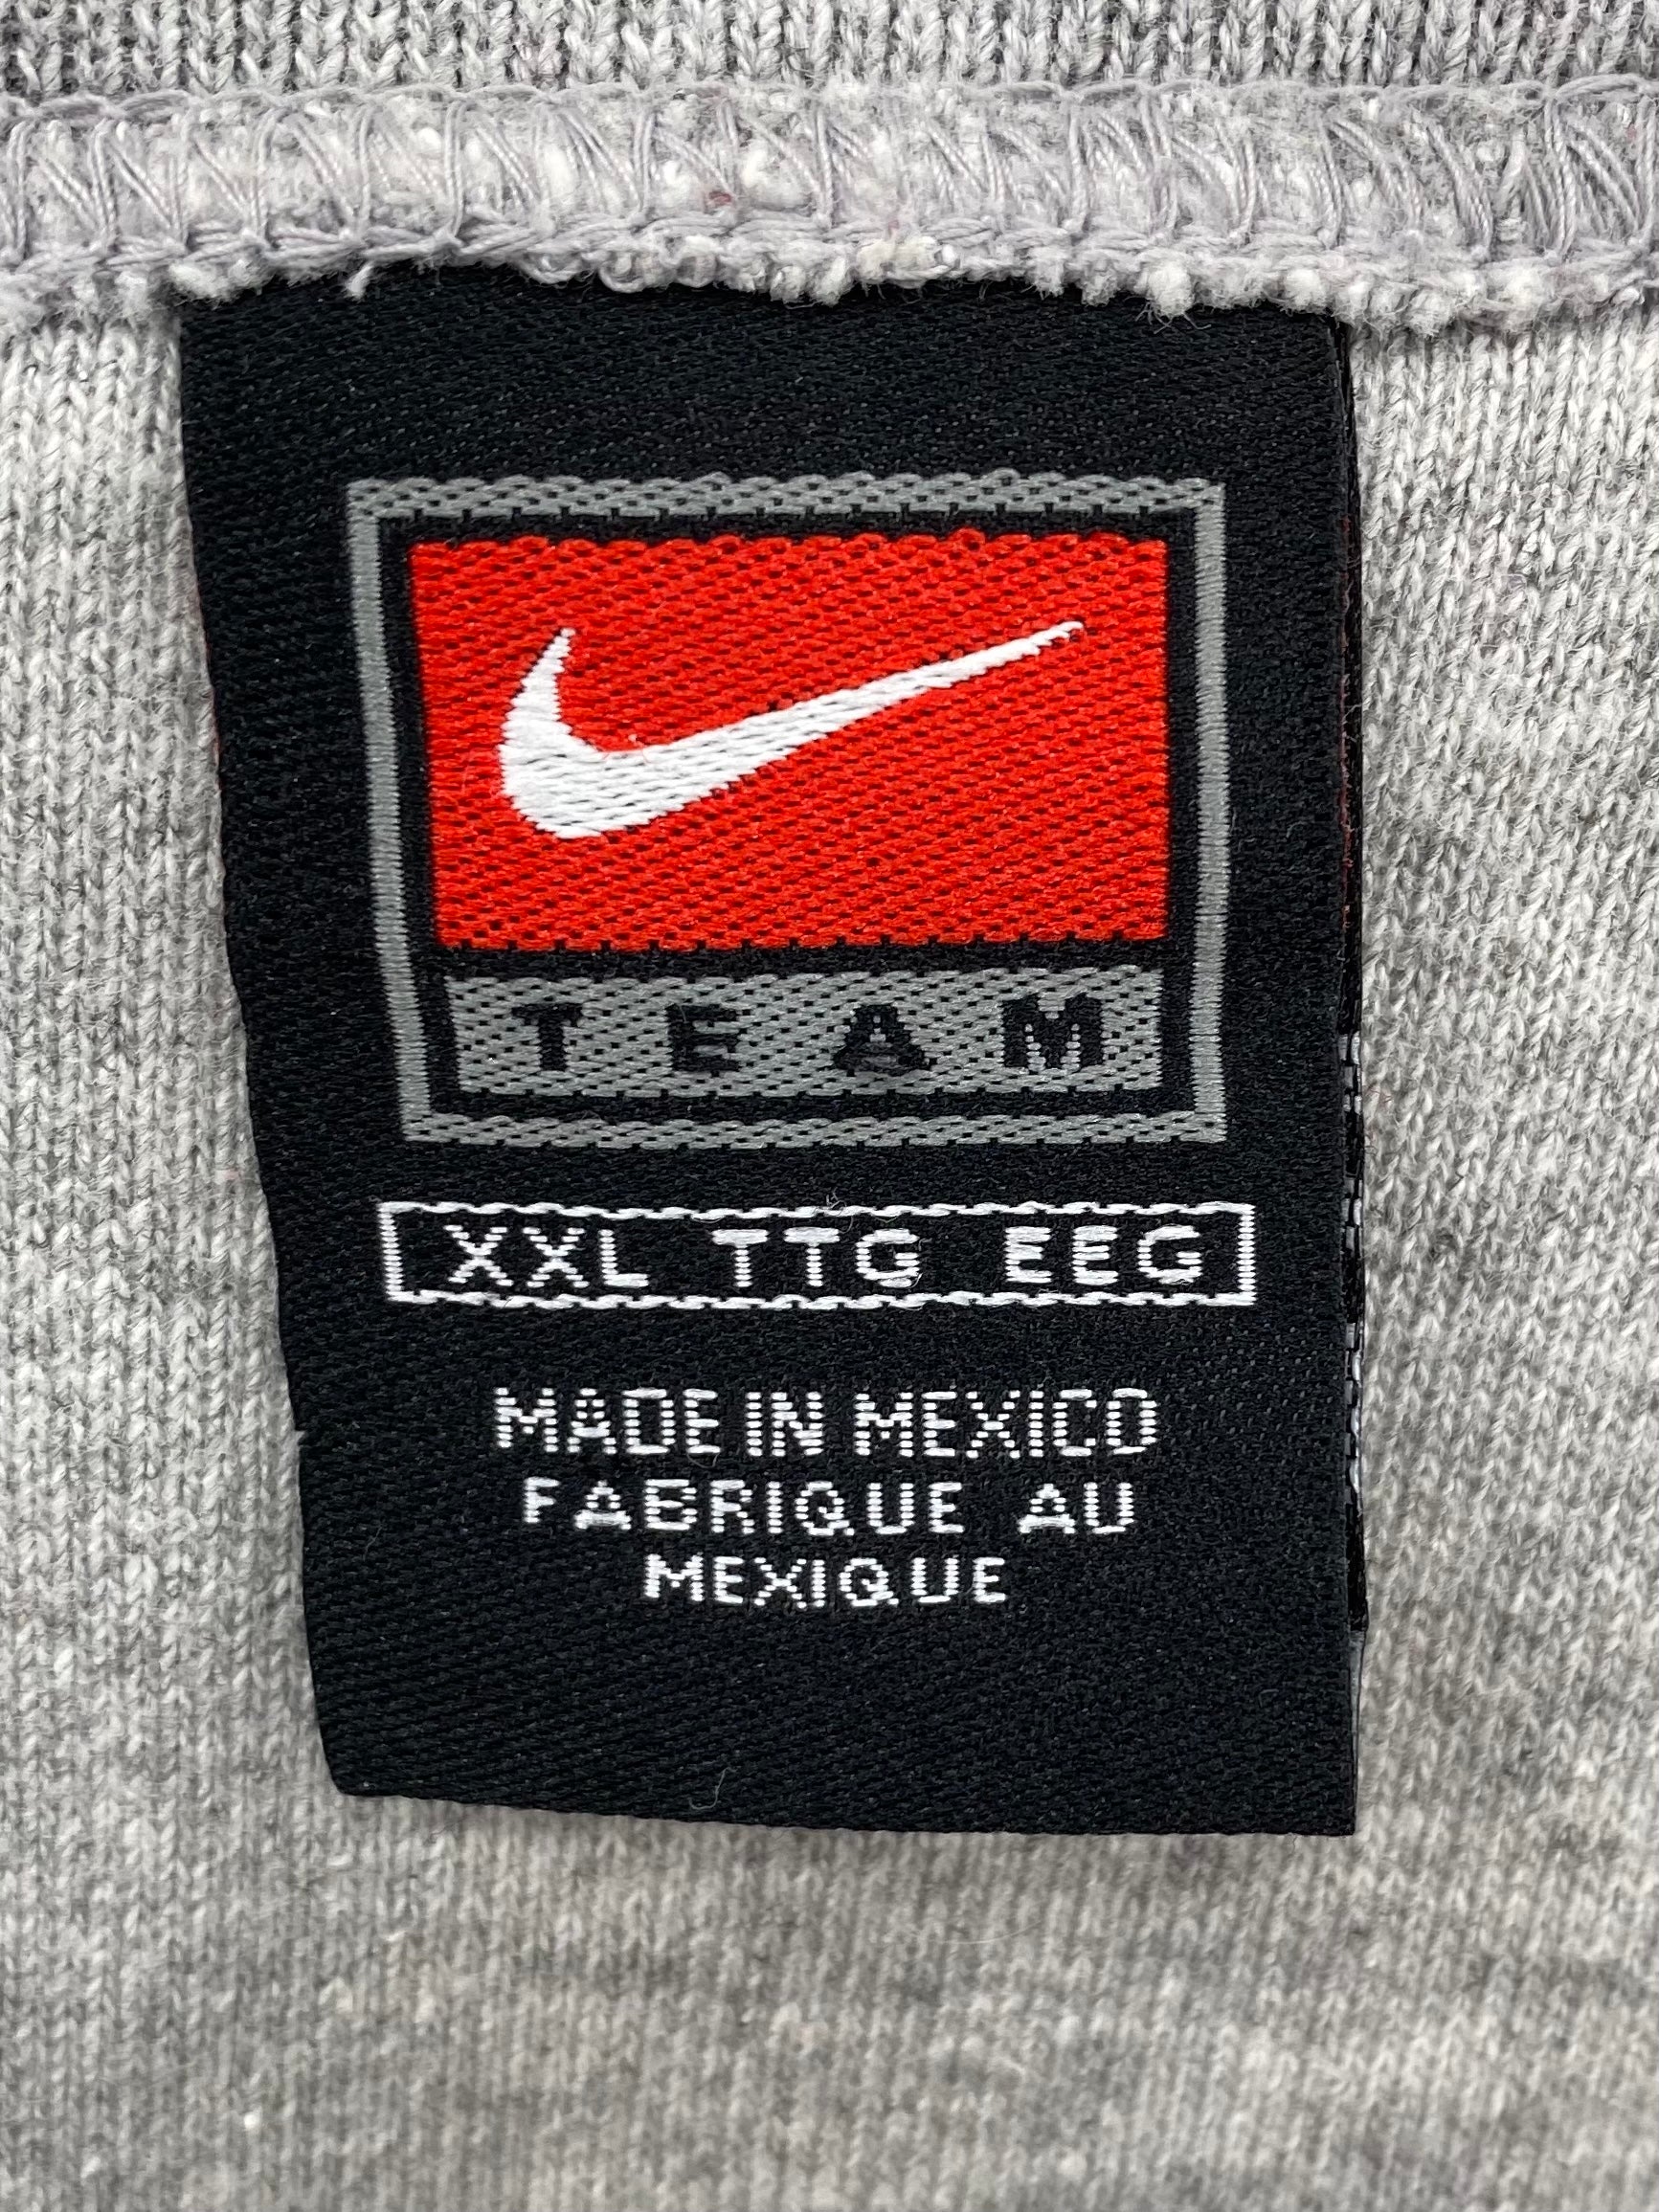 TEAM
XXL TTG EEG
MADE IN MEXICO
FABRIQUE AU
MEXIQUE